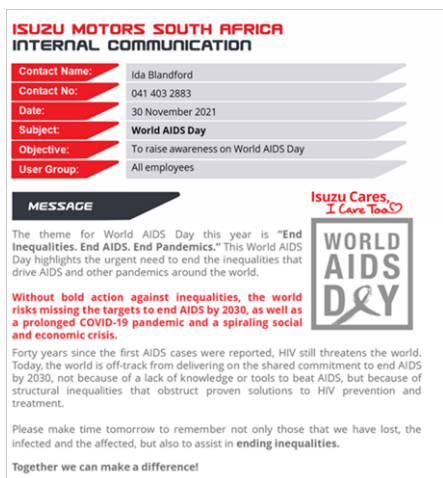 ISUZU MOTORS SOUTH AFRICA
INTERNAL COMMUNICATION
Contact Name: Ida Blandford
Contact No: 041 403 2883
Date: 30 November 2021
Subject: World AIDS Day
Objective: To raise awareness on World AIDS Day
User Group: All employees
MESSAGE
Isuzu Cares,
I Care Too
The theme for World AIDS Day this year is "End
Inequalities. End AIDS. End Pandemics." This World AIDS
Day highlights the urgent need to end the inequalities that
drive AIDS and other pandemics around the world.
WORLD
AIDS
DAY
Without bold action against inequalities, the world
risks missing the targets to end AIDS by 2030, as well as
a prolonged COVID-19 pandemic and a spiraling social
and economic crisis.
Forty years since the first AIDS cases were reported, HIV still threatens the world.
Today, the world is off-track from delivering on the shared commitment to end AIDS
by 2030, not because of a lack of knowledge or tools to beat AIDS, but because of
structural inequalities that obstruct proven solutions to HIV prevention and
treatment.
Please make time tomorrow to remember not only those that we have lost, the
infected and the affected, but also to assist in ending inequalities.
Together we can make a difference!